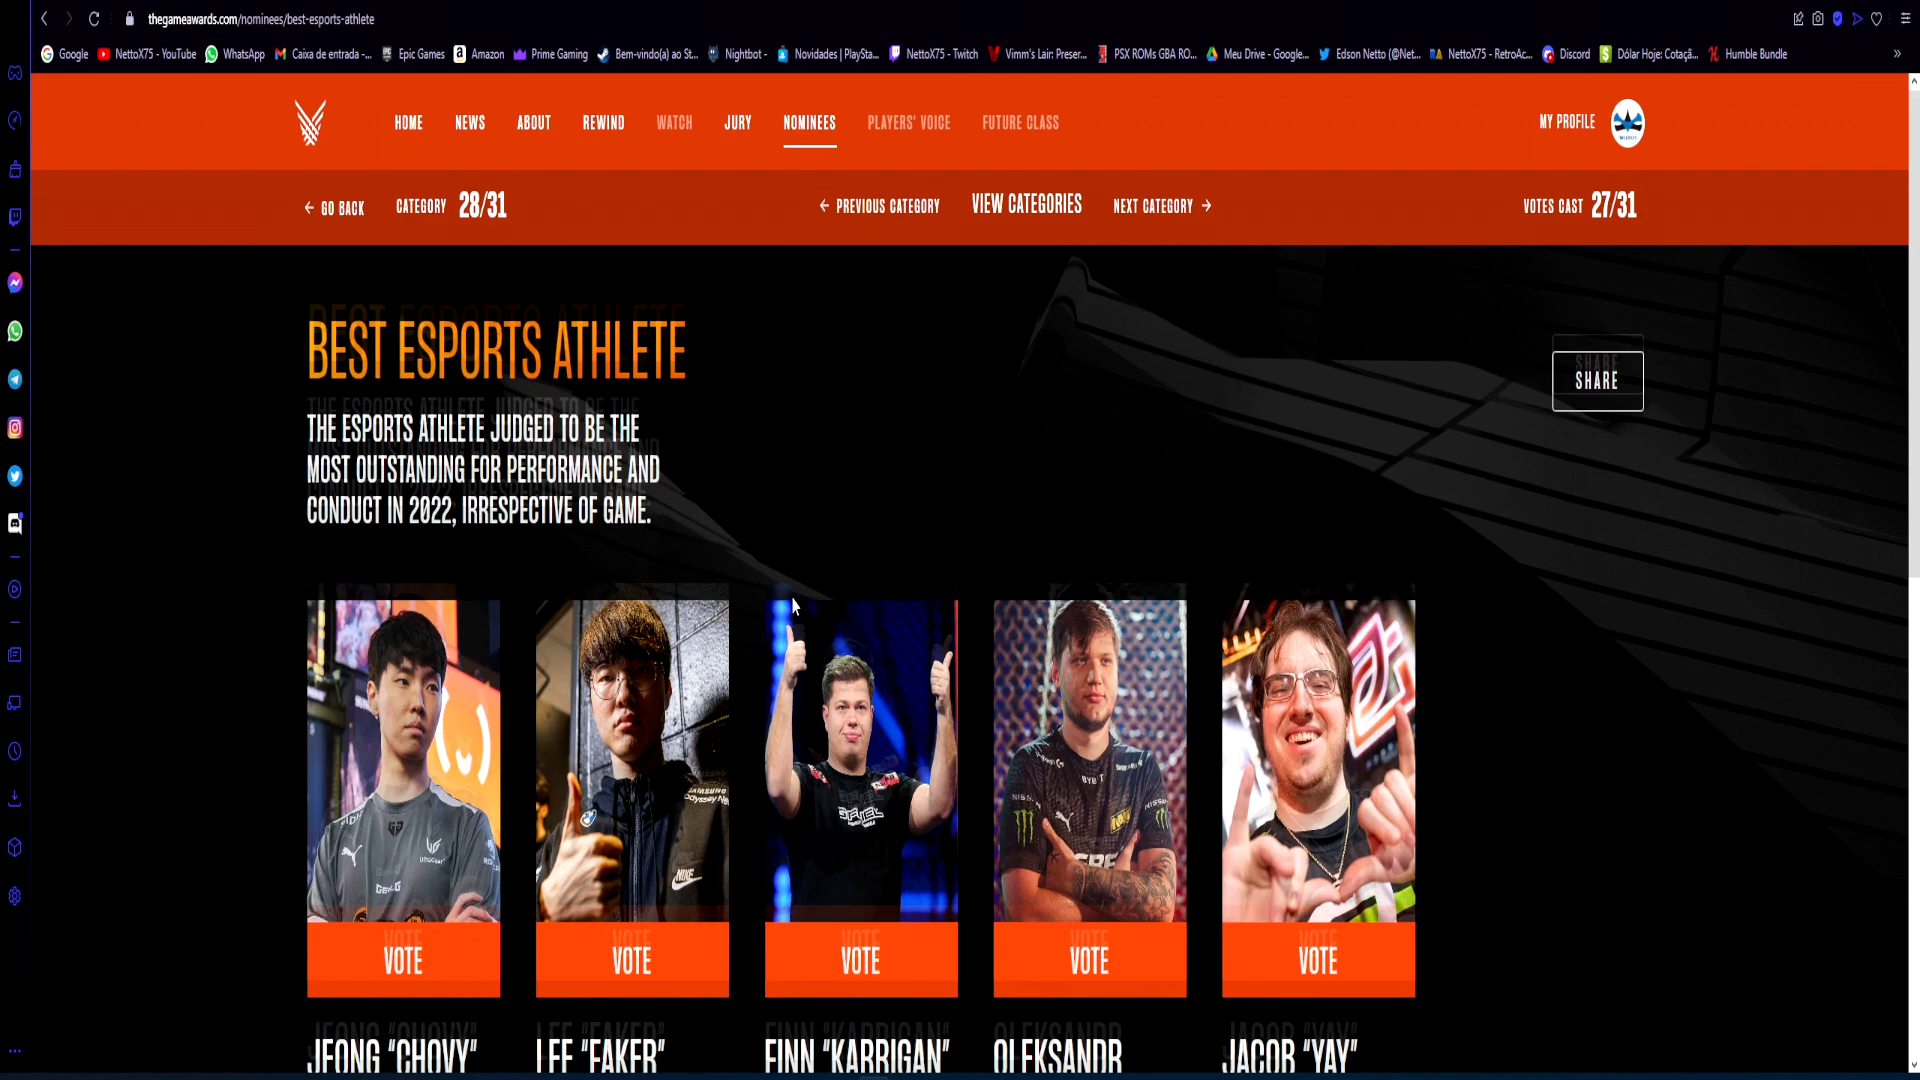 thegameawards.com/nominees/best-esports-athlete
Google NettoX75 - YouTube WhatsApp Caixa de entrada -... Epic Games Amazon Prime Gaming Bem-vindo(a) ao St... Nightbot - Novidades | PlaySta... NettoX75 - Twitch Vimm's Lair: Preser... PSX ROMs GBA RO... Meu Drive - Google... Edson Netto (@Net... NettoX75 - RetroAc... Discord Dólar Hoje: Cotaçã... Humble Bundle
HOME NEWS ABOUT REWIND WATCH JURY NOMINEES PLAYERS' VOICE FUTURE CLASS MY PROFILE
GO BACK CATEGORY 28/31 PREVIOUS CATEGORY VIEW CATEGORIES NEXT CATEGORY VOTES CAST 27/31
BEST ESPORTS ATHLETE
SHARE
THE ESPORTS ATHLETE JUDGED TO BE THE
MOST OUTSTANDING FOR PERFORMANCE AND
CONDUCT IN 2022, IRRESPECTIVE OF GAME.
VOTE VOTE VOTE VOTE VOTE
JEONG "CHOVY" LEE "FAKER" FINN "KARRIGAN" OLEKSANDR JACOB "YAY"